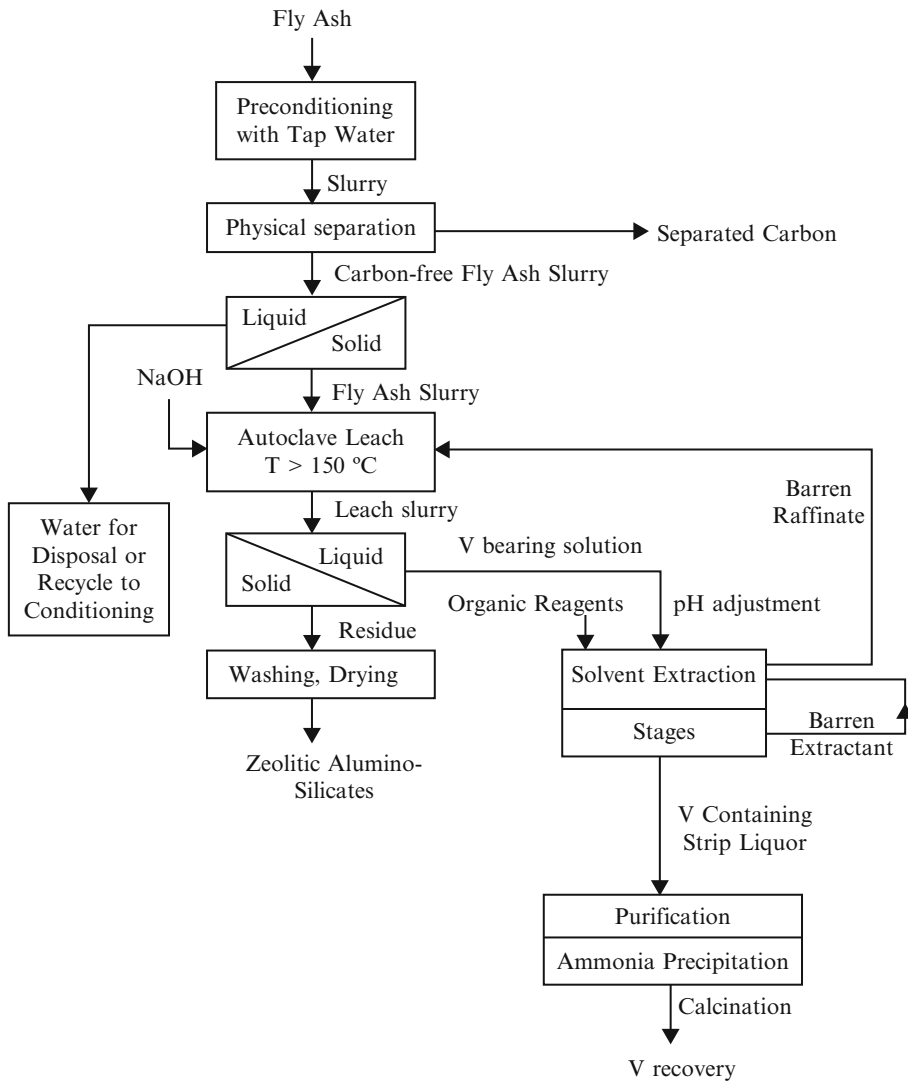 Fly Ash
Preconditioning
with Tap Water
Slurry
Physical separation
Separated Carbon
Carbon-free Fly Ash Slurry
Liquid
Solid
NaOH
Fly Ash Slurry
Autoclave Leach
T > 150 ºC
Barren
Raffinate
Leach slurry
Water for
Disposal or
Recycle to
Conditioning
Liquid
Solid
V bearing solution
Organic Reagents
pH adjustment
Residue
Washing, Drying
Solvent Extraction
Stages
Barren
Extractant
Zeolitic Alumino-
Silicates
V Containing
Strip Liquor
Purification
Ammonia Precipitation
Calcination
V recovery